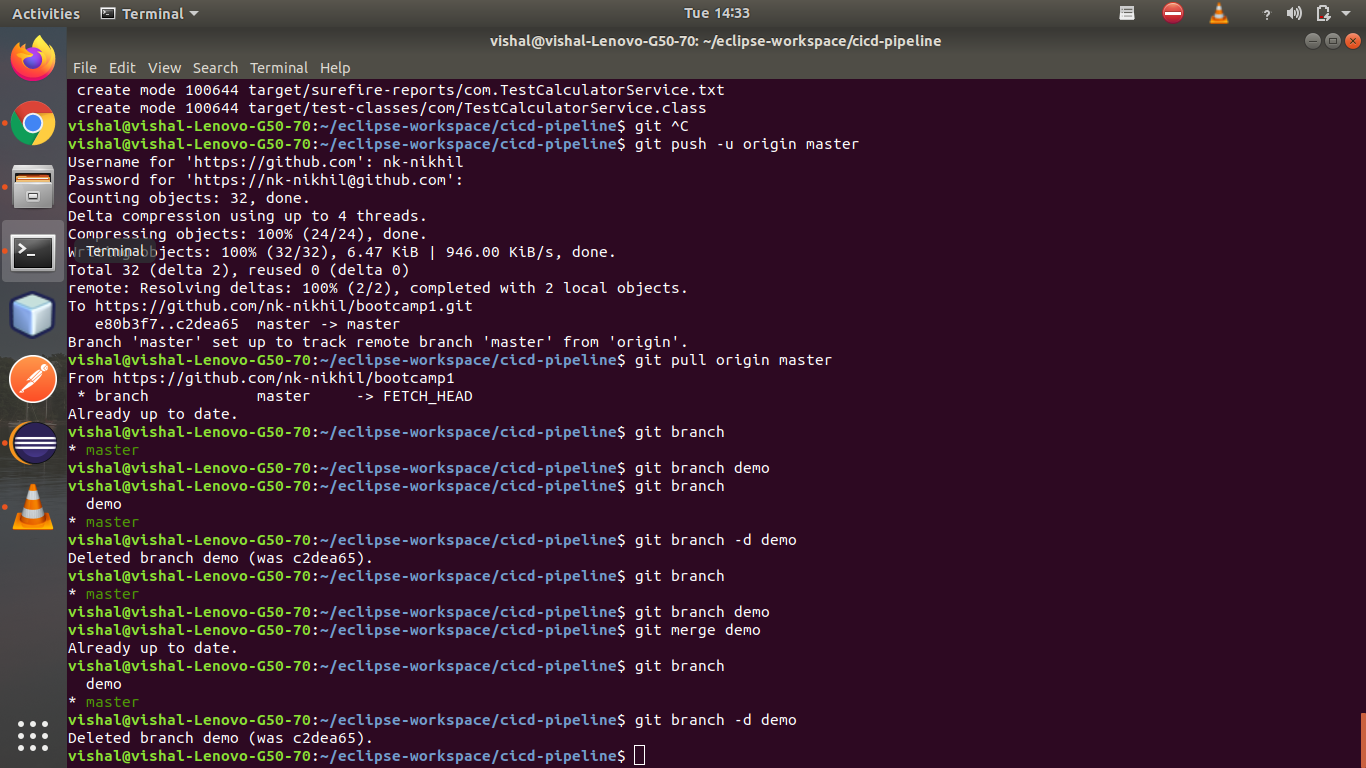 Activities Terminal Tue 14:33 ?
vishal@vishal-Lenovo-G50-70: ~/eclipse-workspace/cicd-pipeline
File Edit View Search Terminal Help
 create mode 100644 target/surefire-reports/com.TestCalculatorService.txt
 create mode 100644 target/test-classes/com/TestCalculatorService.class
vishal@vishal-Lenovo-G50-70:~/eclipse-workspace/cicd-pipeline$ git ^C
vishal@vishal-Lenovo-G50-70:~/eclipse-workspace/cicd-pipeline$ git push -u origin master
Username for 'https://github.com': nk-nikhil
Password for 'https://nk-nikhil@github.com':
Counting objects: 32, done.
Delta compression using up to 4 threads.
Compressing objects: 100% (24/24), done.
Terminal
Writing objects: 100% (32/32), 6.47 KiB | 946.00 KiB/s, done.
Total 32 (delta 2), reused 0 (delta 0)
remote: Resolving deltas: 100% (2/2), completed with 2 local objects.
To https://github.com/nk-nikhil/bootcamp1.git
   e80b3f7..c2dea65  master -> master
Branch 'master' set up to track remote branch 'master' from 'origin'.
vishal@vishal-Lenovo-G50-70:~/eclipse-workspace/cicd-pipeline$ git pull origin master
From https://github.com/nk-nikhil/bootcamp1
 * branch            master     -> FETCH_HEAD
Already up to date.
vishal@vishal-Lenovo-G50-70:~/eclipse-workspace/cicd-pipeline$ git branch
* master
vishal@vishal-Lenovo-G50-70:~/eclipse-workspace/cicd-pipeline$ git branch demo
vishal@vishal-Lenovo-G50-70:~/eclipse-workspace/cicd-pipeline$ git branch
  demo
* master
vishal@vishal-Lenovo-G50-70:~/eclipse-workspace/cicd-pipeline$ git branch -d demo
Deleted branch demo (was c2dea65).
vishal@vishal-Lenovo-G50-70:~/eclipse-workspace/cicd-pipeline$ git branch
* master
vishal@vishal-Lenovo-G50-70:~/eclipse-workspace/cicd-pipeline$ git branch demo
vishal@vishal-Lenovo-G50-70:~/eclipse-workspace/cicd-pipeline$ git merge demo
Already up to date.
vishal@vishal-Lenovo-G50-70:~/eclipse-workspace/cicd-pipeline$ git branch
  demo
* master
vishal@vishal-Lenovo-G50-70:~/eclipse-workspace/cicd-pipeline$ git branch -d demo
Deleted branch demo (was c2dea65).
vishal@vishal-Lenovo-G50-70:~/eclipse-workspace/cicd-pipeline$